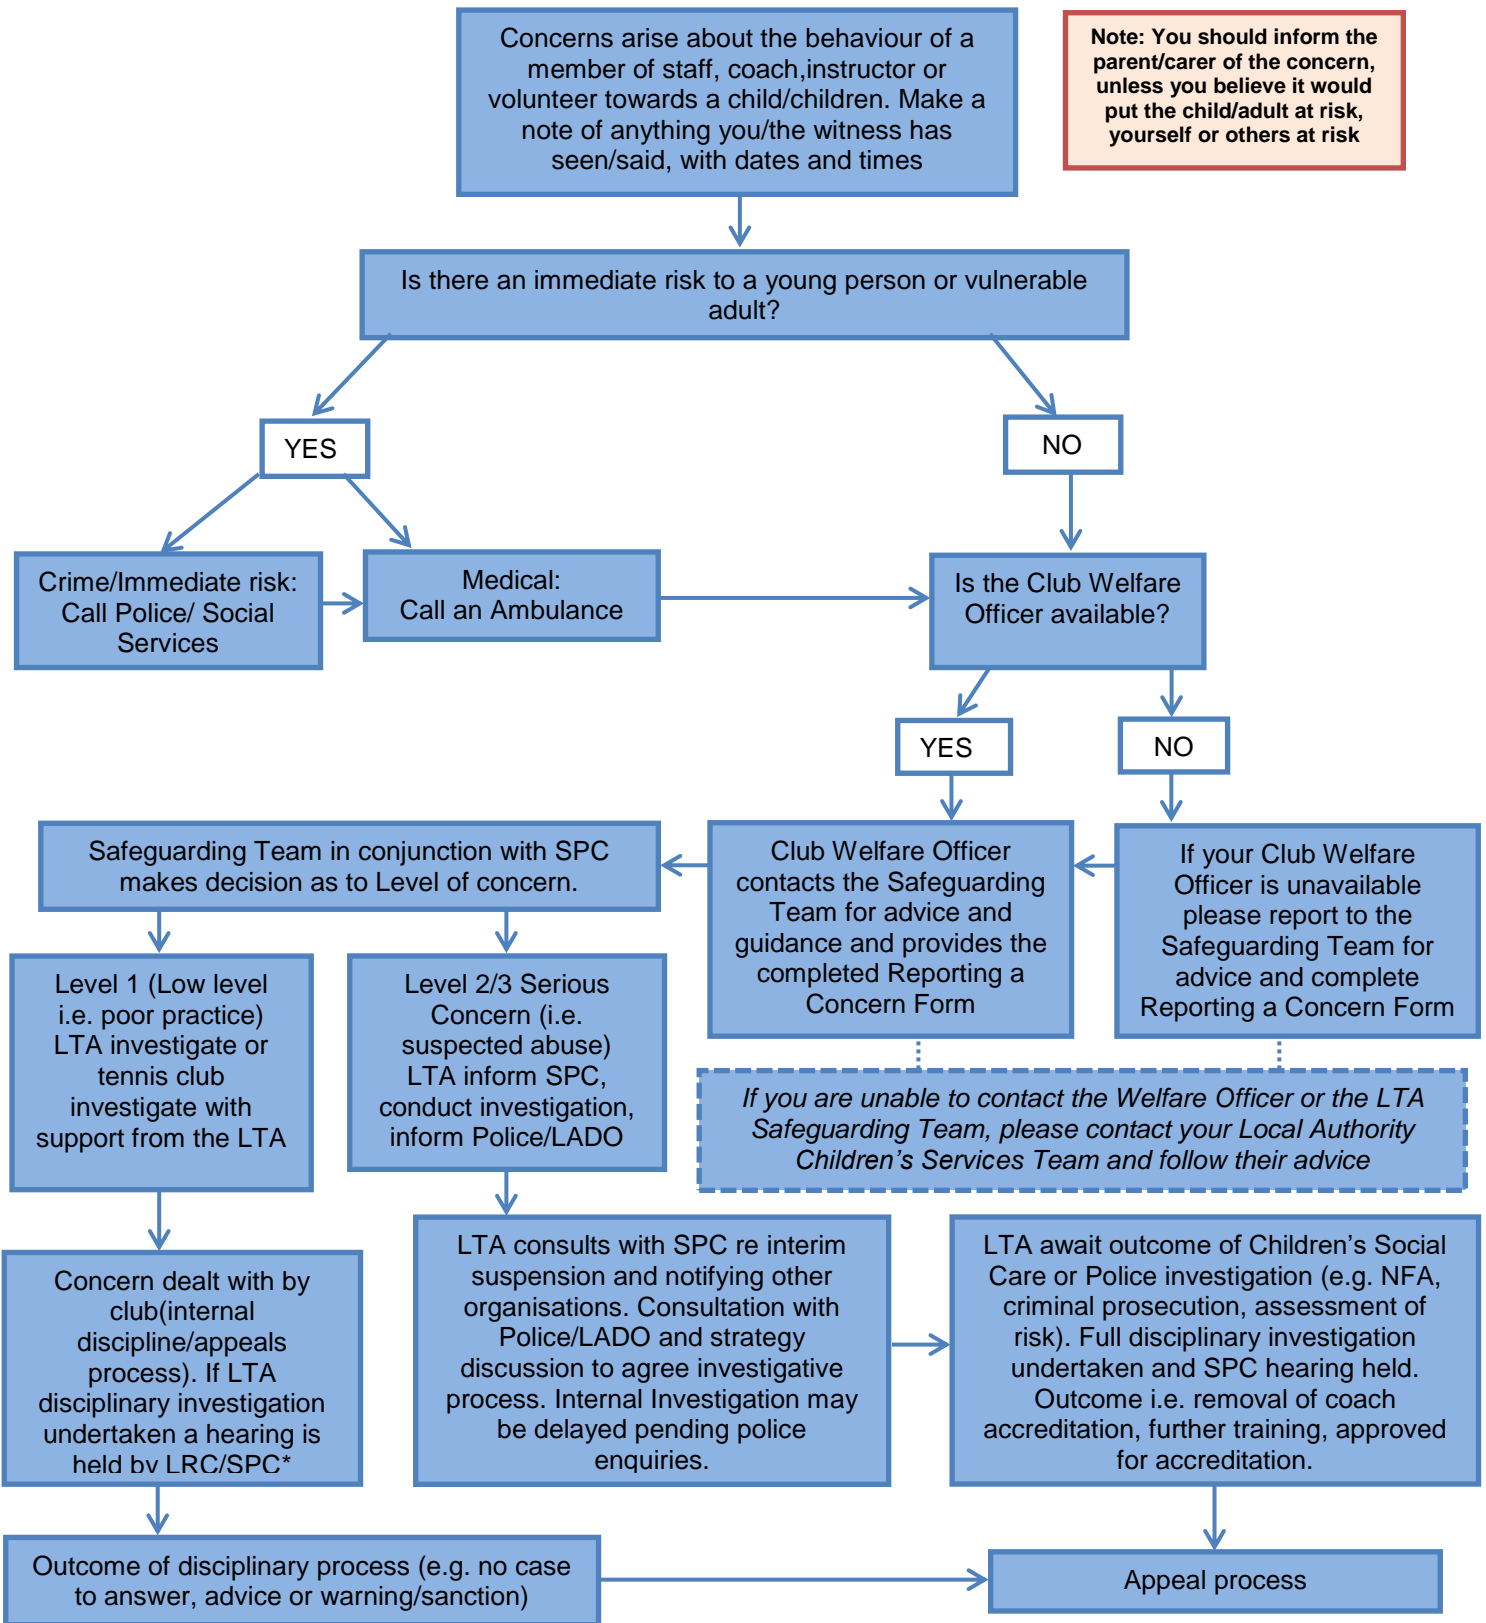 Concerns arise about the behaviour of a
member of staff, coach,instructor or
volunteer towards a child/children. Make a
note of anything you/the witness has
seen/said, with dates and times
Note: You should inform the
parent/carer of the concern,
unless you believe it would
put the child/adult at risk,
yourself or others at risk
Is there an immediate risk to a young person or vulnerable
adult?
YES
NO
Crime/Immediate risk:
Call Police/ Social
Services
Medical:
Call an Ambulance
Is the Club Welfare
Officer available?
YES
NO
Safeguarding Team in conjunction with SPC
makes decision as to Level of concern.
Club Welfare Officer
contacts the Safeguarding
Team for advice and
guidance and provides the
completed Reporting a
Concern Form
If your Club Welfare
Officer is unavailable
please report to the
Safeguarding Team for
advice and complete
Reporting a Concern Form
Level 1 (Low level
i.e. poor practice)
LTA investigate or
tennis club
investigate with
support from the LTA
Level 2/3 Serious
Concern (i.e.
suspected abuse)
LTA inform SPC,
conduct investigation,
inform Police/LADO
If you are unable to contact the Welfare Officer or the LTA
Safeguarding Team, please contact your Local Authority
Children's Services Team and follow their advice
Concern dealt with by
club(internal
discipline/appeals
process). If LTA
disciplinary investigation
undertaken a hearing is
held by LRC/SPC*
LTA consults with SPC re interim
suspension and notifying other
organisations. Consultation with
Police/LADO and strategy
discussion to agree investigative
process. Internal Investigation may
be delayed pending police
enquiries.
LTA await outcome of Children's Social
Care or Police investigation (e.g. NFA,
criminal prosecution, assessment of
risk). Full disciplinary investigation
undertaken and SPC hearing held.
Outcome i.e. removal of coach
accreditation, further training, approved
for accreditation.
Outcome of disciplinary process (e.g. no case
to answer, advice or warning/sanction)
Appeal process